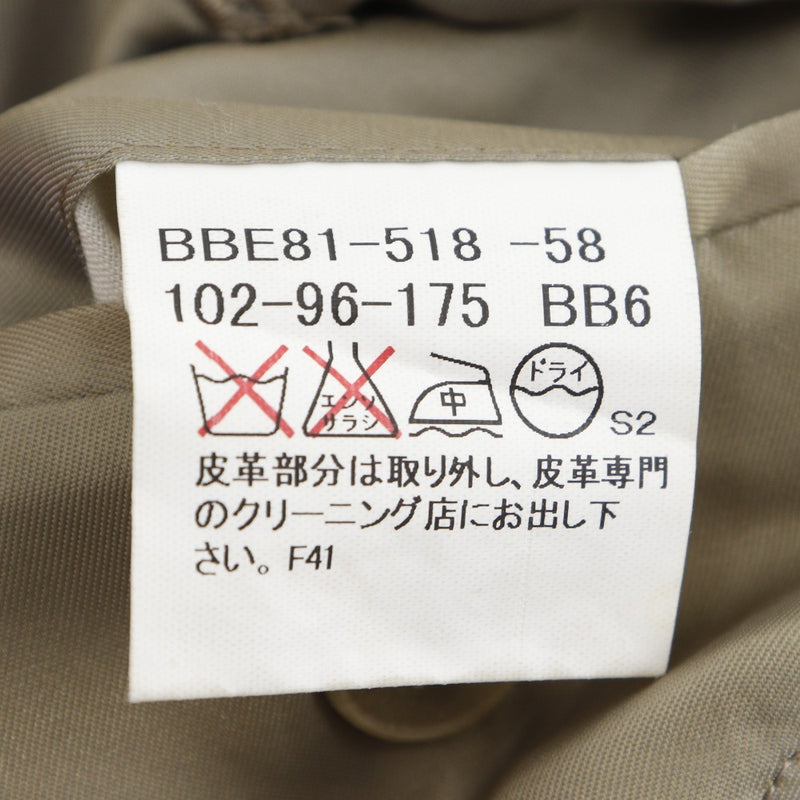 BBE81-518 -58
102-96-175 BB6
エンソ
サラシ
中
ドライ
S2
皮革部分は取り外し、皮革専門
のクリーニング店にお出し下
さい。F41